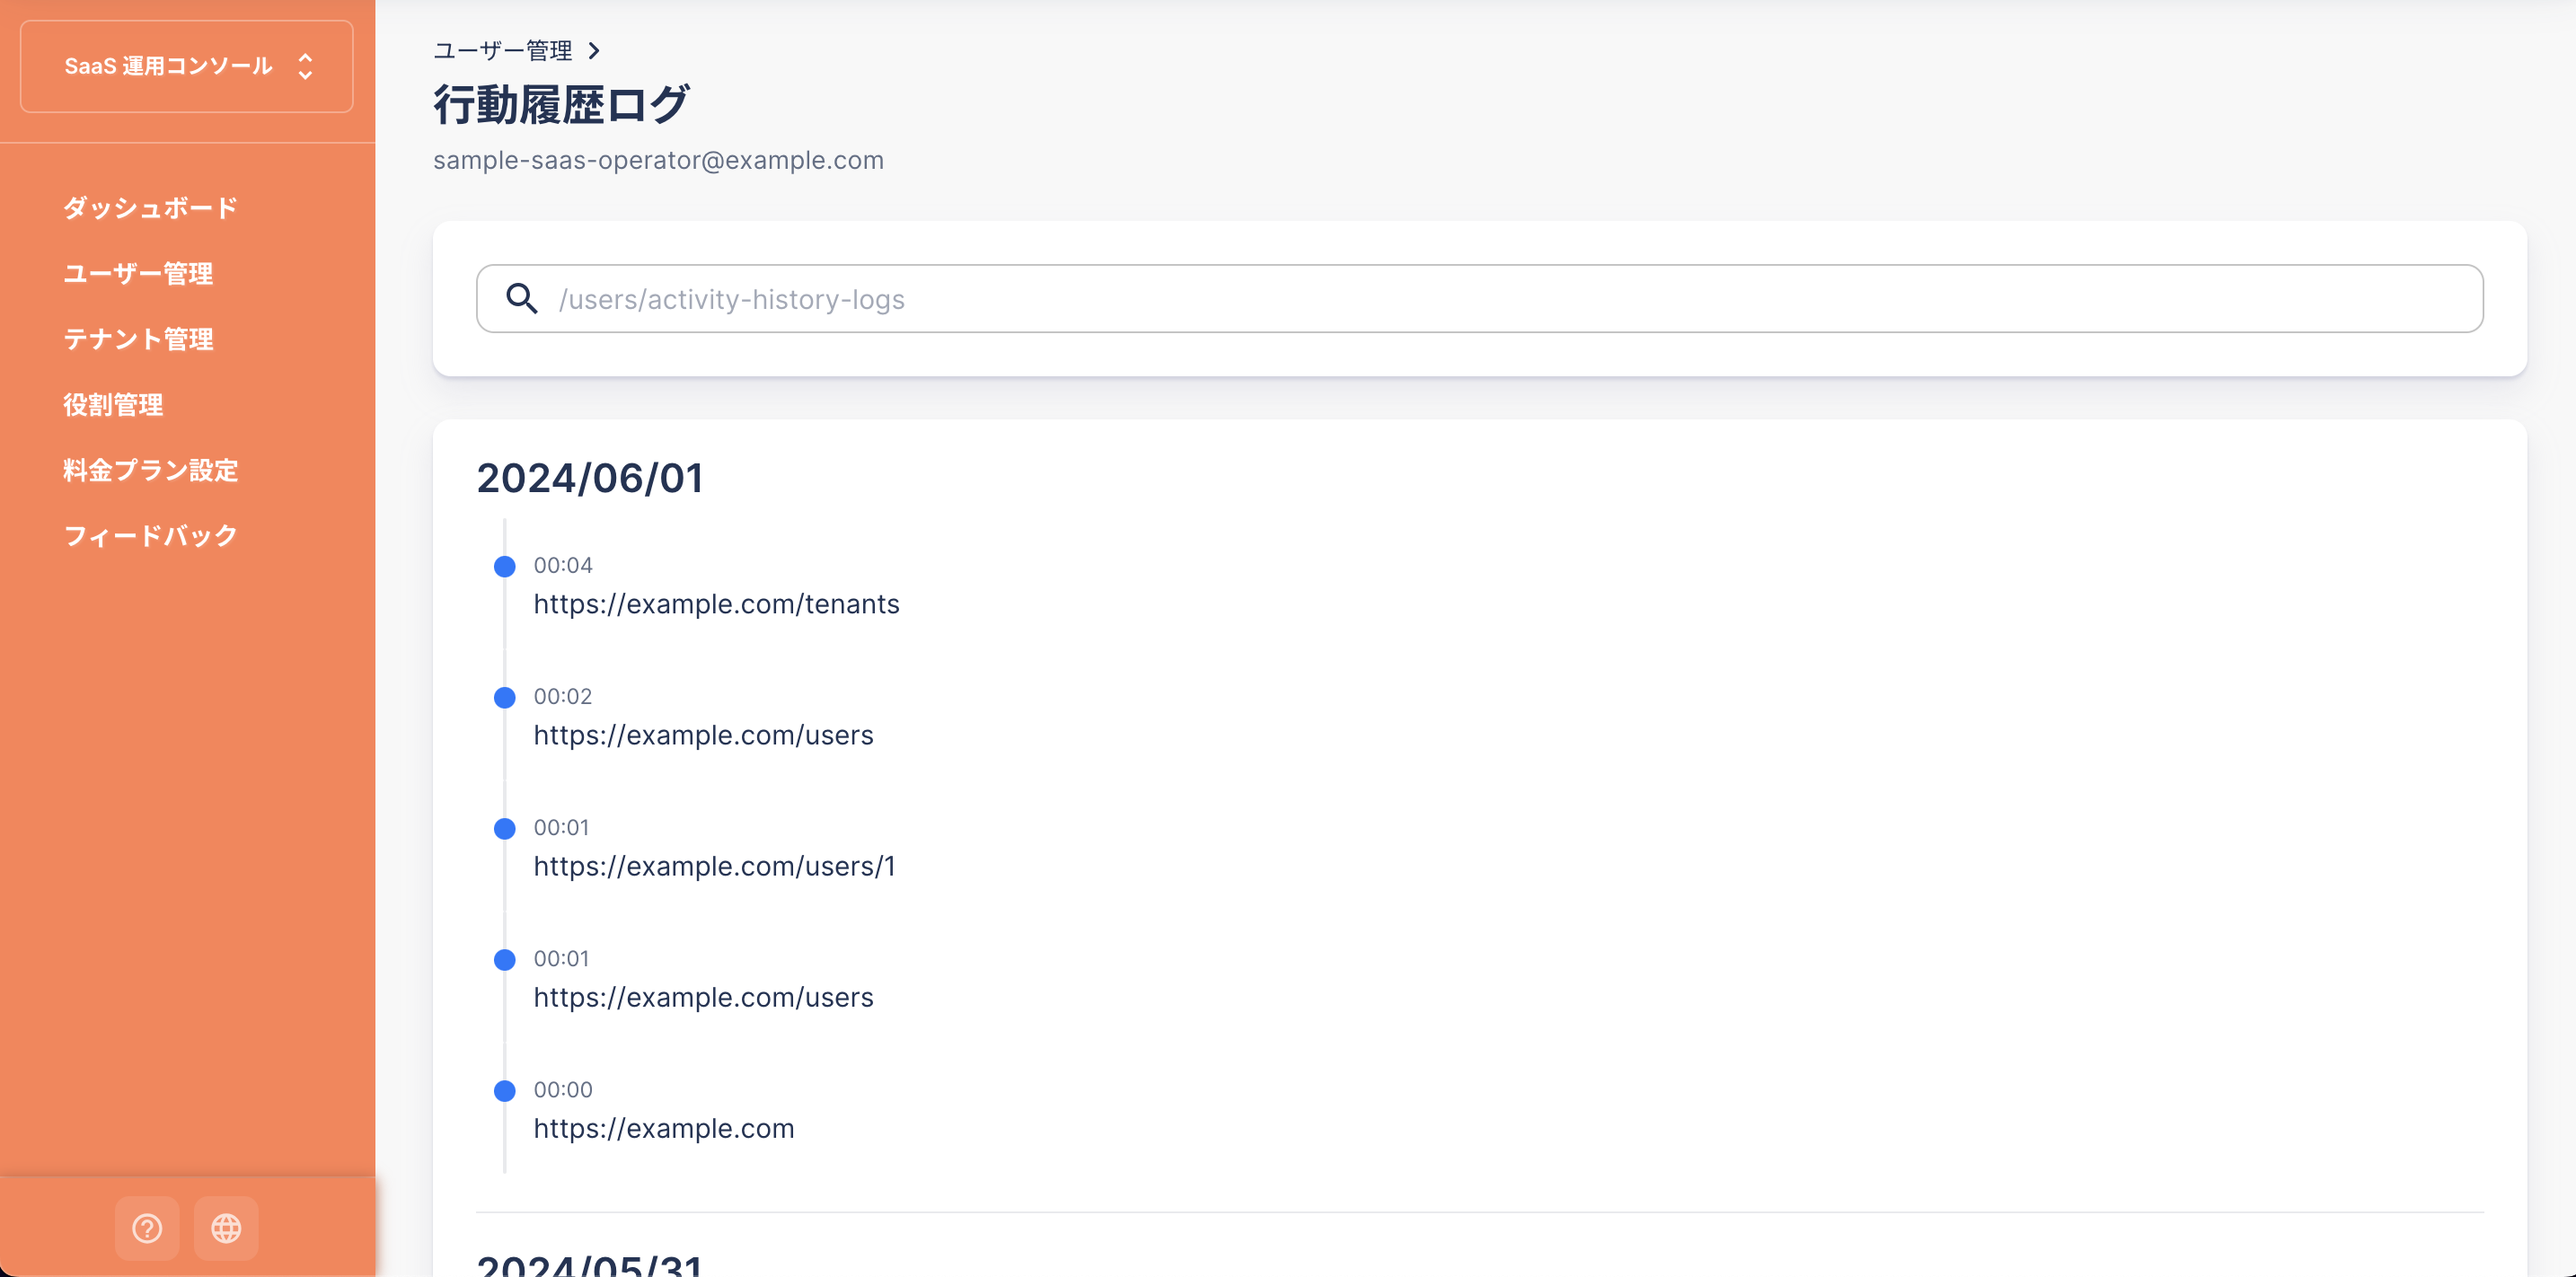 SaaS 運用コンソール
ダッシュボード
ユーザー管理
テナント管理
役割管理
料金プラン設定
フィードバック
ユーザー管理
行動履歴ログ
sample-saas-operator@example.com
/users/activity-history-logs
2024/06/01
00:04
https://example.com/tenants
00:02
https://example.com/users
00:01
https://example.com/users/1
00:01
https://example.com/users
00:00
https://example.com
2024/05/31